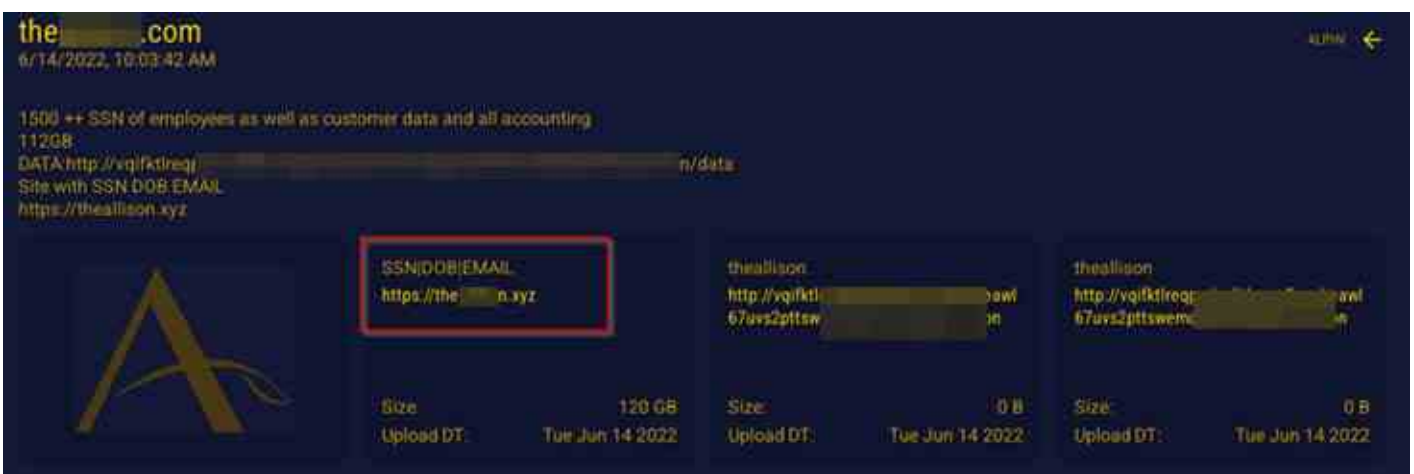 the .com
6/14/2022, 10:03:42 AM
←
1500 ++ SSN of employees as well as customer data and all accounting
112GB
DATA:http://vqifktlreqp n/data
Site with SSN DOB EMAIL
https://theallison.xyz
SSN|DOB|EMAIL
https://the n.xyz
Size: 120 GB
Upload DT: Tue Jun 14 2022
theallison
http://vqifktl awl
67uvs2pttsw on
Size: 0 B
Upload DT: Tue Jun 14 2022
theallison
http://vqifktlreqp awl
67uvs2pttswem n
Size: 0 B
Upload DT: Tue Jun 14 2022